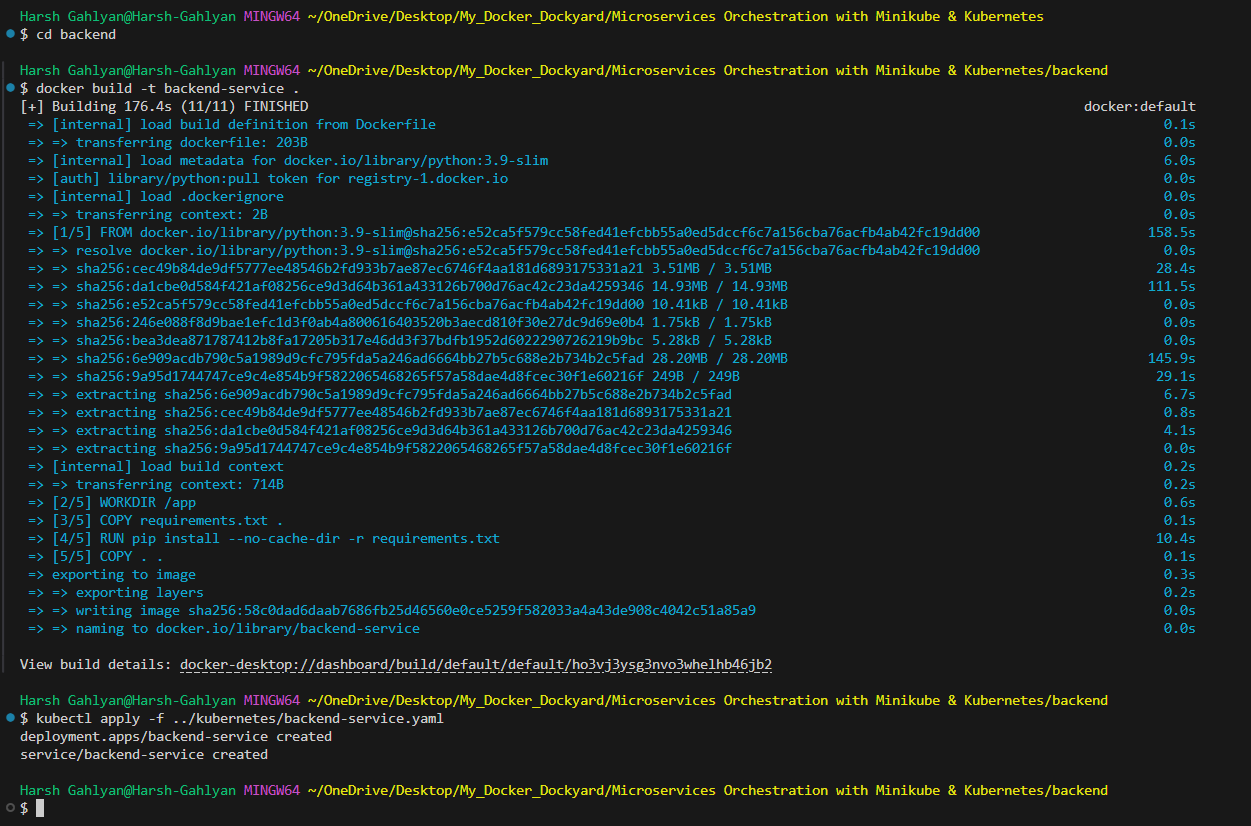 Harsh Gahlyan@Harsh-Gahlyan MINGW64 ~/OneDrive/Desktop/My_Docker_Dockyard/Microservices Orchestration with Minikube & Kubernetes
$ cd backend
Harsh Gahlyan@Harsh-Gahlyan MINGW64 ~/OneDrive/Desktop/My_Docker_Dockyard/Microservices Orchestration with Minikube & Kubernetes/backend
$ docker build -t backend-service .
[+] Building 176.4s (11/11) FINISHED docker:default
=> [internal] load build definition from Dockerfile 0.1s
=> => transferring dockerfile: 203B 0.0s
=> [internal] load metadata for docker.io/library/python:3.9-slim 6.0s
=> [auth] library/python:pull token for registry-1.docker.io 0.0s
=> [internal] load .dockerignore 0.0s
=> => transferring context: 2B 0.0s
=> [1/5] FROM docker.io/library/python:3.9-slim@sha256:e52ca5f579cc58fed41efcbb55a0ed5dccf6c7a156cba76acfb4ab42fc19dd00 158.5s
=> => resolve docker.io/library/python:3.9-slim@sha256:e52ca5f579cc58fed41efcbb55a0ed5dccf6c7a156cba76acfb4ab42fc19dd00 0.0s
=> => sha256:cec49b84de9df5777ee48546b2fd933b7ae87ec6746f4aa181d6893175331a21 3.51MB / 3.51MB 28.4s
=> => sha256:da1cbe0d584f421af08256ce9d3d64b361a433126b700d76ac42c23da4259346 14.93MB / 14.93MB 111.5s
=> => sha256:e52ca5f579cc58fed41efcbb55a0ed5dccf6c7a156cba76acfb4ab42fc19dd00 10.41kB / 10.41kB 0.0s
=> => sha256:246e088f8d9bae1efc1d3f0ab4a800616403520b3aecd810f30e27dc9d69e0b4 1.75kB / 1.75kB 0.0s
=> => sha256:bea3dea871787412b8fa17205b317e46dd3f37bdfb1952d6022290726219b9bc 5.28kB / 5.28kB 0.0s
=> => sha256:6e909acdb790c5a1989d9cfc795fda5a246ad6664bb27b5c688e2b734b2c5fad 28.20MB / 28.20MB 145.9s
=> => sha256:9a95d1744747ce9c4e854b9f5822065468265f57a58dae4d8fcec30f1e60216f 249B / 249B 29.1s
=> => extracting sha256:6e909acdb790c5a1989d9cfc795fda5a246ad6664bb27b5c688e2b734b2c5fad 6.7s
=> => extracting sha256:cec49b84de9df5777ee48546b2fd933b7ae87ec6746f4aa181d6893175331a21 0.8s
=> => extracting sha256:da1cbe0d584f421af08256ce9d3d64b361a433126b700d76ac42c23da4259346 4.1s
=> => extracting sha256:9a95d1744747ce9c4e854b9f5822065468265f57a58dae4d8fcec30f1e60216f 0.0s
=> [internal] load build context 0.2s
=> => transferring context: 714B 0.2s
=> [2/5] WORKDIR /app 0.6s
=> [3/5] COPY requirements.txt . 0.1s
=> [4/5] RUN pip install --no-cache-dir -r requirements.txt 10.4s
=> [5/5] COPY . . 0.1s
=> exporting to image 0.3s
=> => exporting layers 0.2s
=> => writing image sha256:58c0dad6daab7686fb25d46560e0ce5259f582033a4a43de908c4042c51a85a9 0.0s
=> => naming to docker.io/library/backend-service 0.0s
View build details: docker-desktop://dashboard/build/default/default/ho3vj3ysg3nvo3whelhb46jb2
Harsh Gahlyan@Harsh-Gahlyan MINGW64 ~/OneDrive/Desktop/My_Docker_Dockyard/Microservices Orchestration with Minikube & Kubernetes/backend
$ kubectl apply -f ../kubernetes/backend-service.yaml
deployment.apps/backend-service created
service/backend-service created
Harsh Gahlyan@Harsh-Gahlyan MINGW64 ~/OneDrive/Desktop/My_Docker_Dockyard/Microservices Orchestration with Minikube & Kubernetes/backend
$